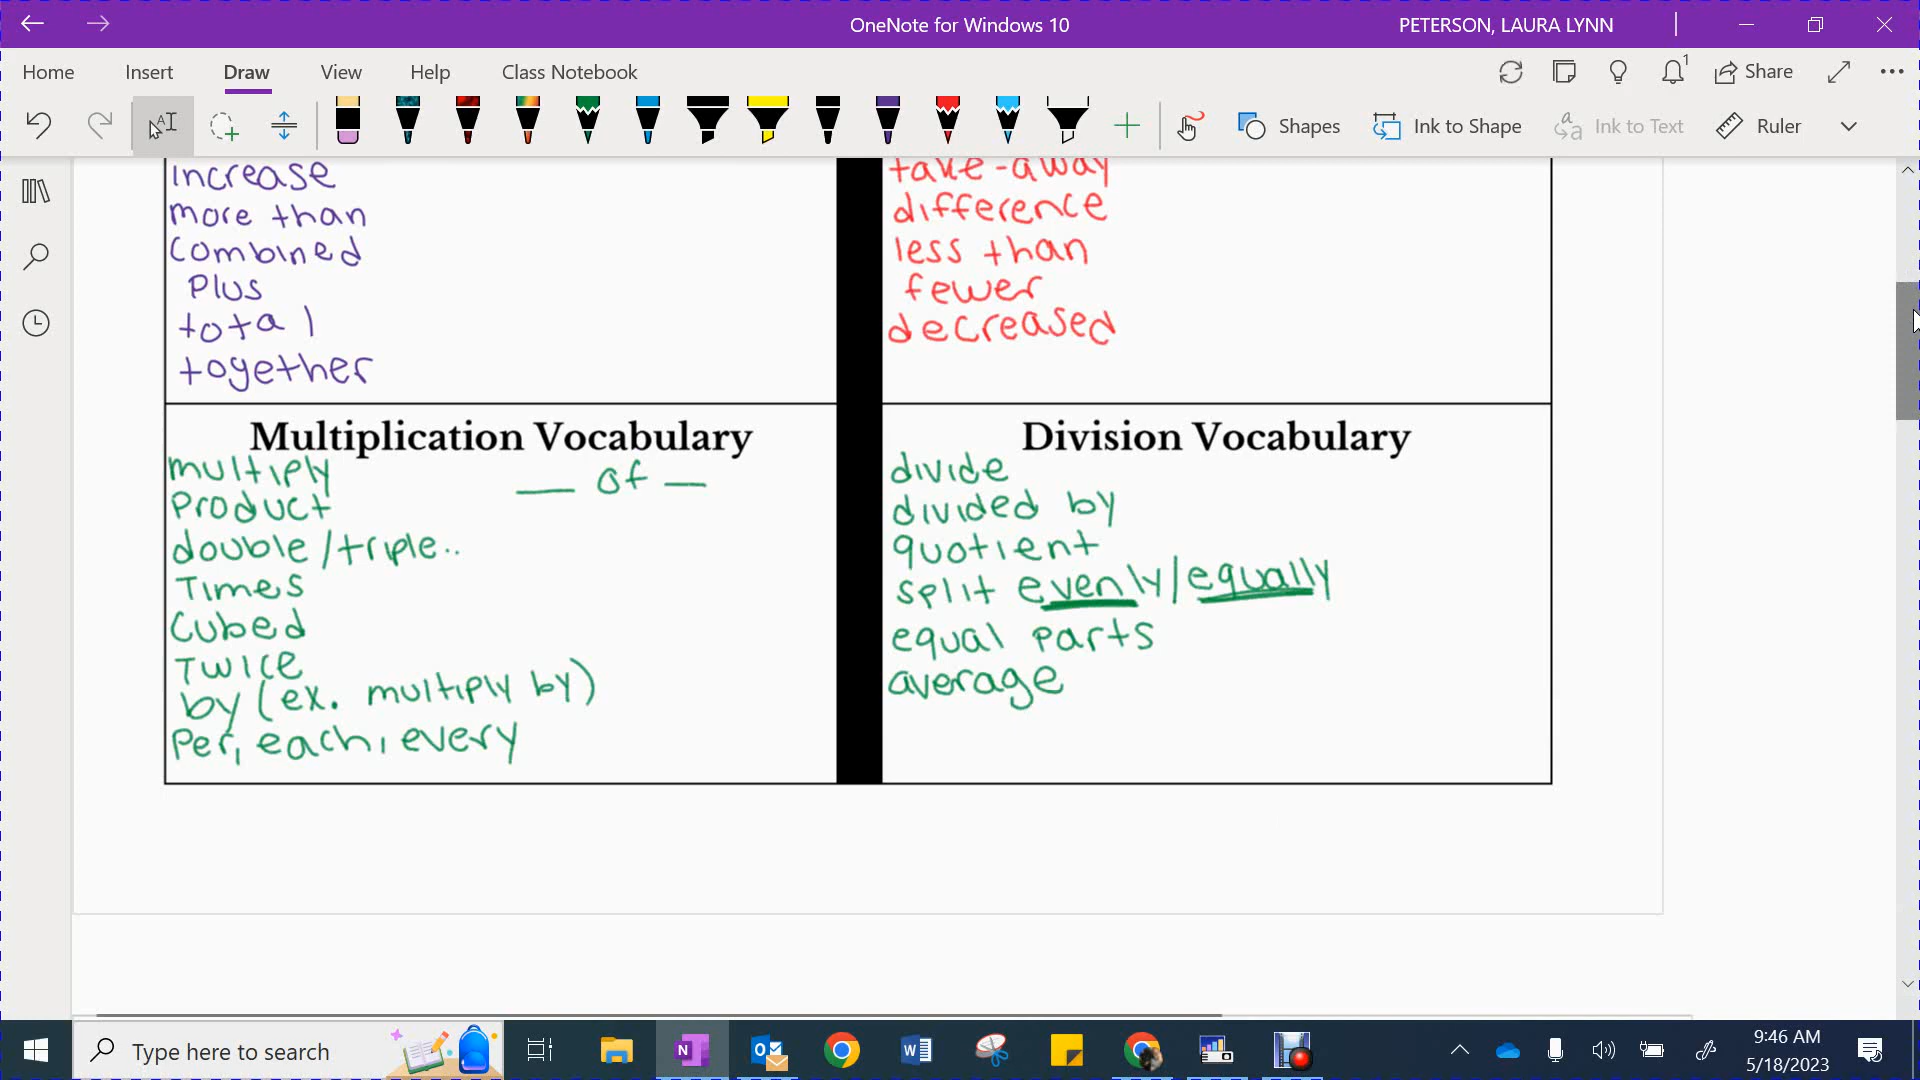 OneNote for Windows 10
PETERSON, LAURA LYNN
Home
Insert
Draw
View
Help
Class Notebook
1
Share
Shapes
Ink to Shape
Ink to Text
Ruler
increase
more than
Combined
Plus
total
together
take-away
difference
less than
fewer
decreased
Multiplication Vocabulary
multiply
Product
__ of __
double/triple..
Times
Cubed
Twice
by (ex. multiply by)
Per, each, every
Division Vocabulary
divide
divided by
quotient
split evenly/equally
equal parts
average
Type here to search
9:46 AM
5/18/2023